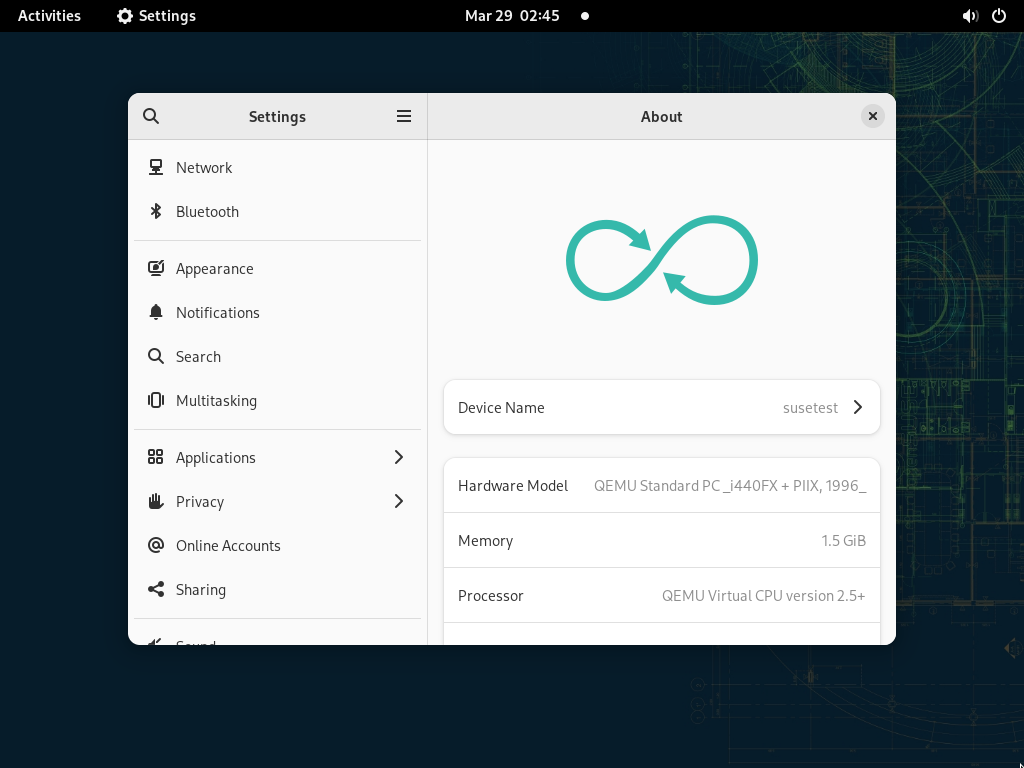 Activities Settings Mar 29 02:45
Settings About
Network
Bluetooth
Appearance
Notifications
Search
Multitasking
Applications
Privacy
Online Accounts
Sharing
Sound
Device Name susetest
Hardware Model QEMU Standard PC _i440FX + PIIX, 1996_
Memory 1.5 GiB
Processor QEMU Virtual CPU version 2.5+